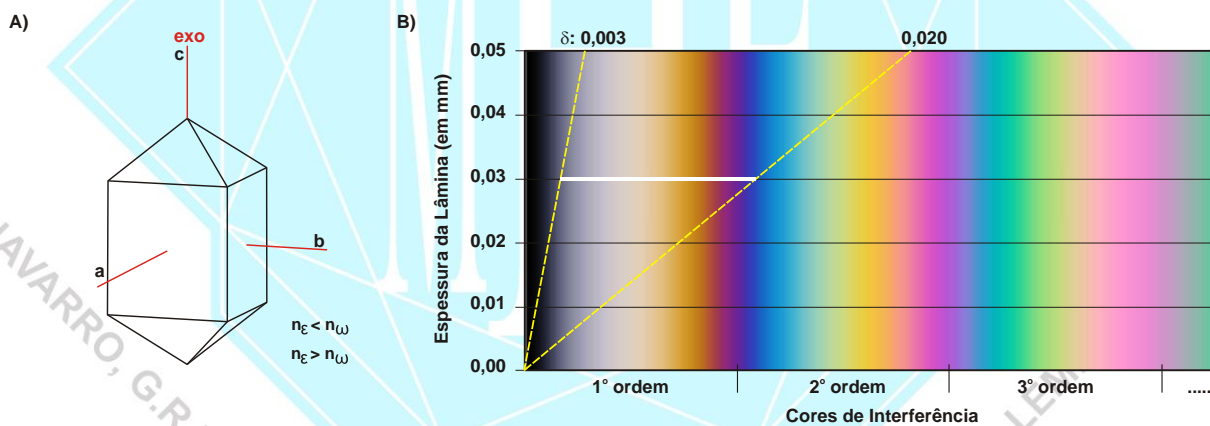 A)
exo
c
a
b
nε < nω
nε > nω
B)
δ: 0,003
0,020
Espessura da Lâmina (em mm)
0,05
0,04
0,03
0,02
0,01
0,00
1° ordem
2° ordem
3° ordem
.....
Cores de Interferência
NAVARRO, G.R